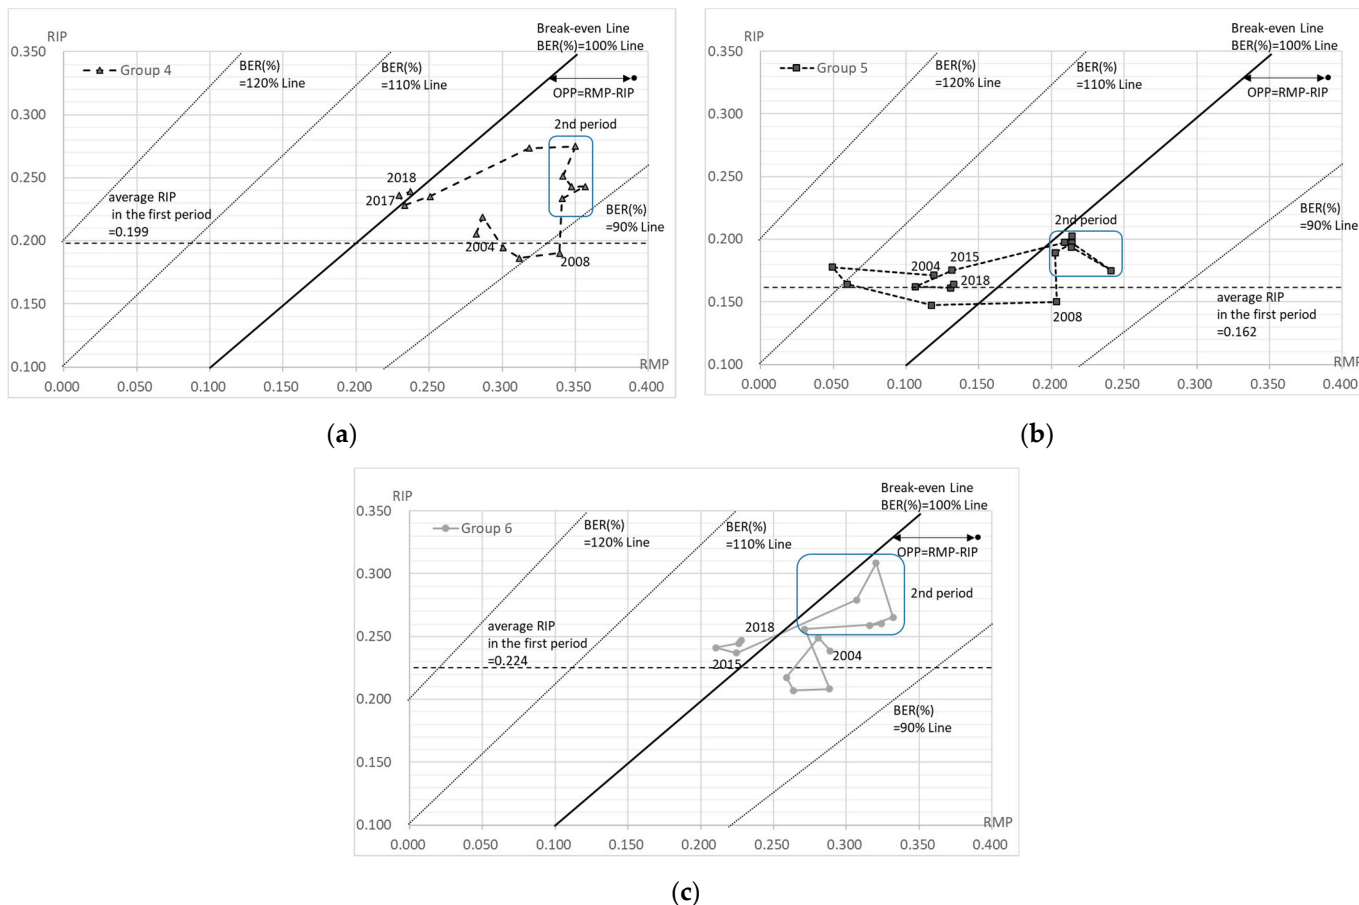 RIP
0.350
0.300
0.250
0.200
0.150
0.100
0.000
0.050
0.100
0.150
0.200
0.250
0.300
0.350
0.400
RMP
Group 4
BER(%)
=120% Line
BER(%)
=110% Line
Break-even Line
BER(%)=100% Line
OPP=RMP-RIP
2nd period
2018
2017
average RIP
in the first period
=0.199
2004
2008
BER(%)
=90% Line
(a)
RIP
0.350
0.300
0.250
0.200
0.150
0.100
0.000
0.050
0.100
0.150
0.200
0.250
0.300
0.350
0.400
RMP
Group 5
BER(%)
=120% Line
BER(%)
=110% Line
Break-even Line
BER(%)=100% Line
OPP=RMP-RIP
2nd period
2004
2015
2018
2008
BER(%)
=90% Line
average RIP
in the first period
=0.162
(b)
RIP
0.350
0.300
0.250
0.200
0.150
0.100
0.000
0.050
0.100
0.150
0.200
0.250
0.300
0.350
0.400
RMP
Group 6
BER(%)
=120% Line
BER(%)
=110% Line
Break-even Line
BER(%)=100% Line
OPP=RMP-RIP
2nd period
average RIP
in the first period
=0.224
2018
2015
2004
BER(%)
=90% Line
(c)